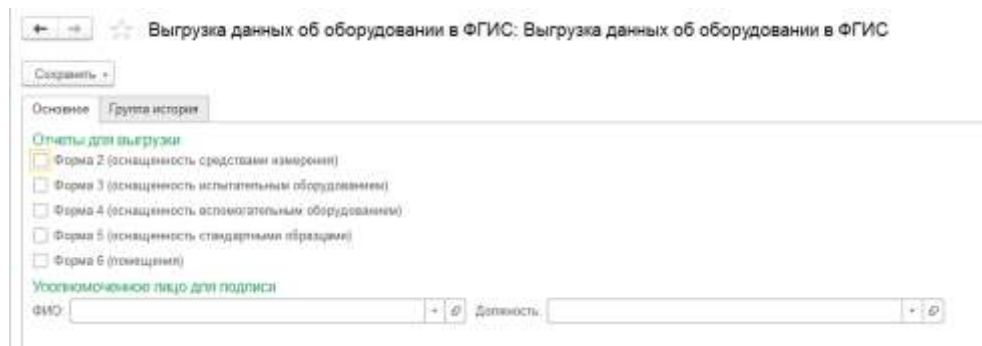 Выгрузка данных об оборудовании в ФГИС: Выгрузка данных об оборудовании в ФГИС
Сохранить
Основное Группа история
Отчеты для выгрузки
Форма 2 (оснащенность средствами измерения)
Форма 3 (оснащенность испытательным оборудованием)
Форма 4 (оснащенность вспомогательным оборудованием)
Форма 5 (оснащенность стандартными образцами)
Форма 6 (помещения)
Уполномоченное лицо для подписи
ФИО: Должность: